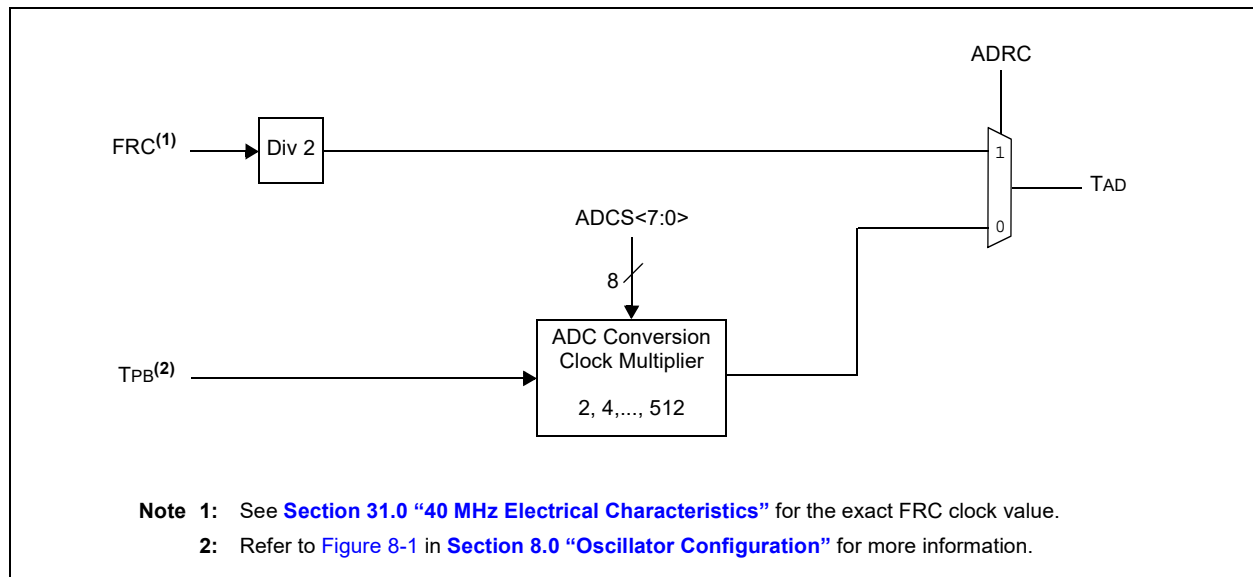 ADRC
FRC(1)
Div 2
1
TAD
ADCS<7:0>
0
8
ADC Conversion
Clock Multiplier
TPB(2)
2, 4,..., 512
Note 1: See Section 31.0 “40 MHz Electrical Characteristics” for the exact FRC clock value.
2: Refer to Figure 8-1 in Section 8.0 “Oscillator Configuration” for more information.